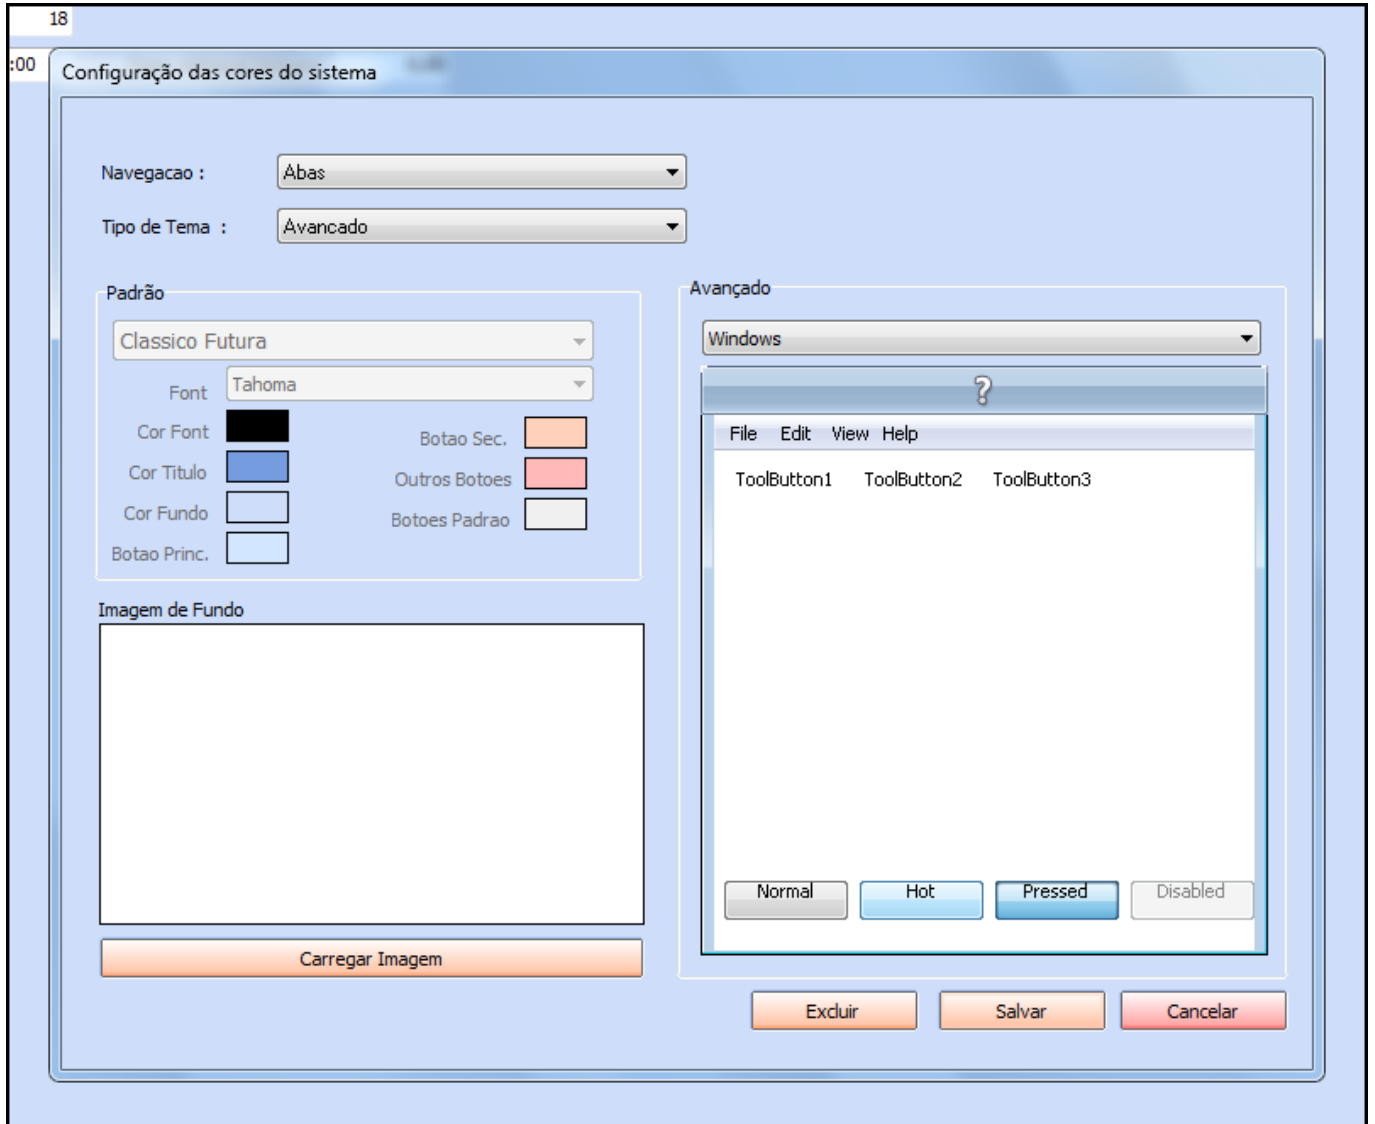 18
:00
Configuração das cores do sistema
Navegacao :
Abas
Tipo de Tema :
Avancado
Padrão
Classico Futura
Font
Tahoma
Cor Font
Botao Sec.
Cor Titulo
Outros Botoes
Cor Fundo
Botoes Padrao
Botao Princ.
Imagem de Fundo
Carregar Imagem
Avançado
Windows
?
File Edit View Help
ToolButton1 ToolButton2 ToolButton3
Normal Hot Pressed Disabled
Excluir Salvar Cancelar